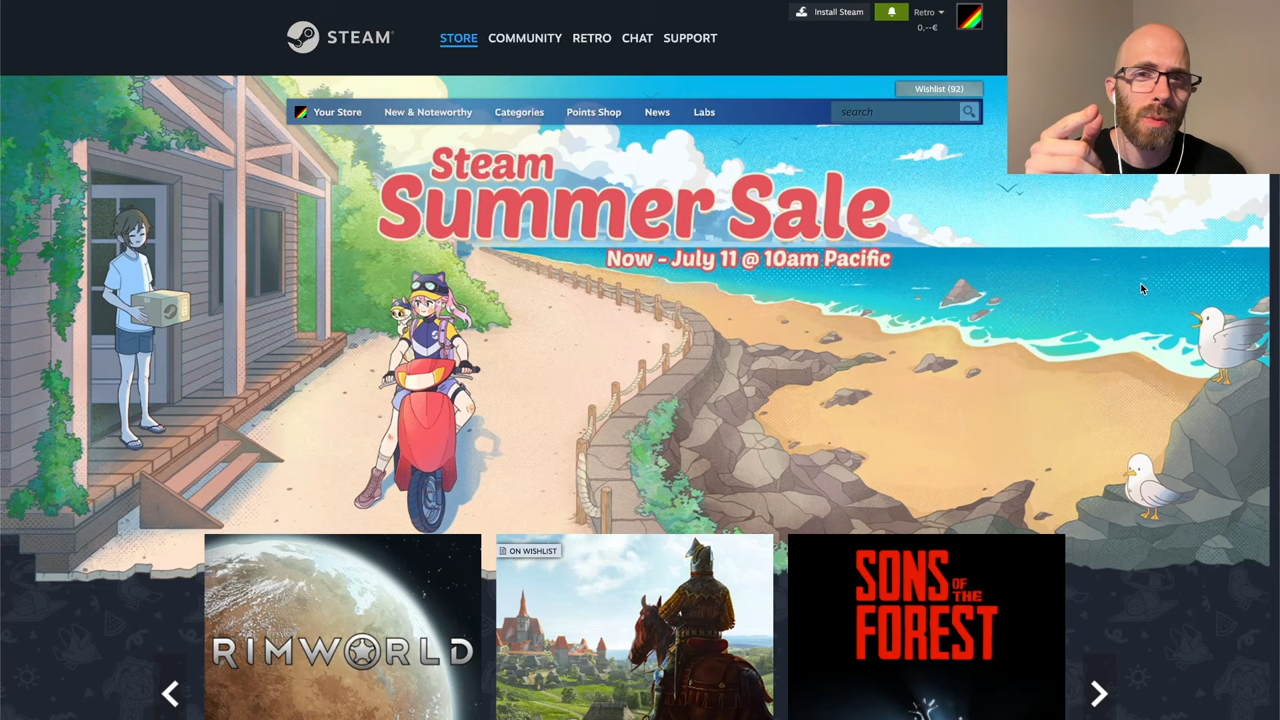 Install Steam
Retro
0,--€
STEAM®
STORE COMMUNITY RETRO CHAT SUPPORT
Wishlist (92)
Your Store New & Noteworthy Categories Points Shop News Labs search
Steam
Summer Sale
Now - July 11 @ 10am Pacific
RIMWORLD
ON WISHLIST
SONS
OF THE
FOREST